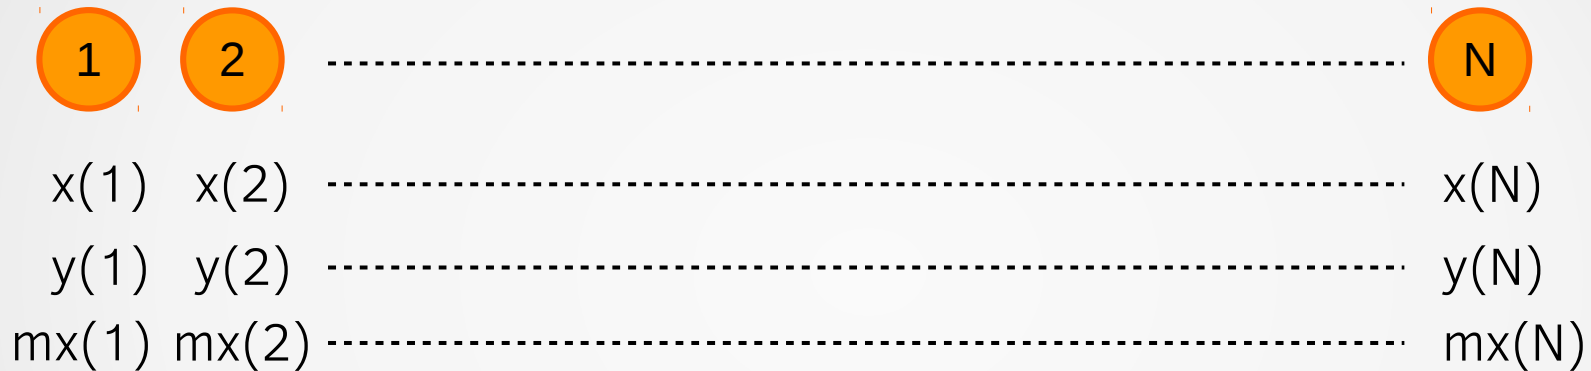 1 2 N
x(1) x(2) x(N)
y(1) y(2) y(N)
mx(1) mx(2) mx(N)